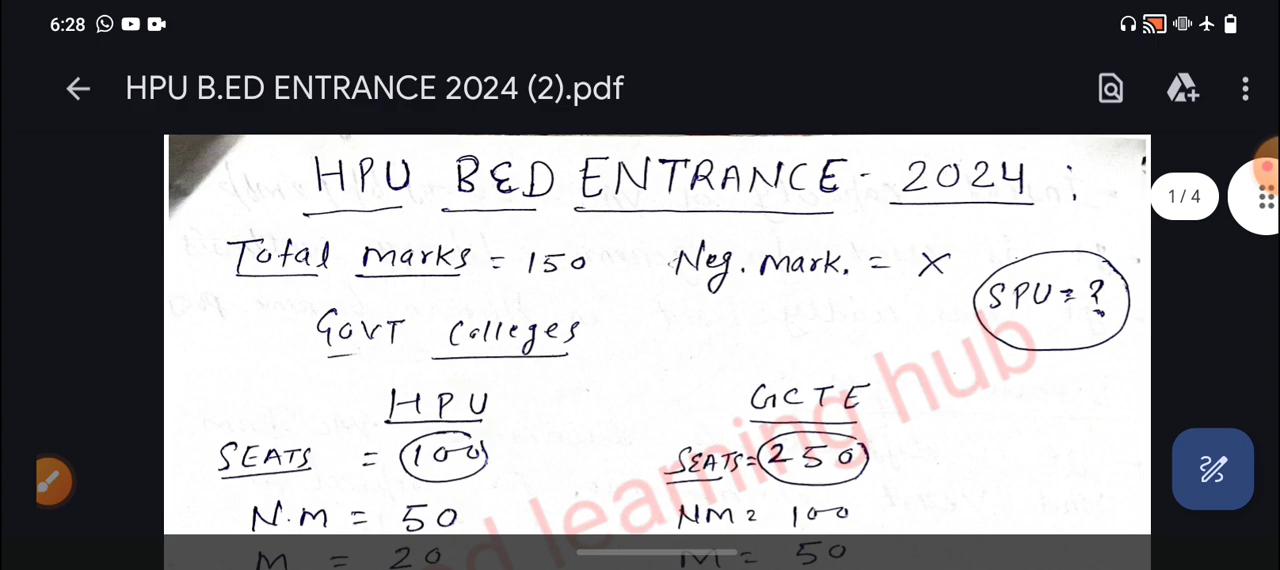 6:28
HPU B.ED ENTRANCE 2024 (2).pdf
HPU BED ENTRANCE - 2024 :
1 / 4
Total marks = 150 Neg. mark. = X
SPU = ?
GOVT Colleges
HPU GCTE
SEATS = 100 SEATS = 250
N.M = 50 NM = 100
M = 20 M = 50
d learning hub